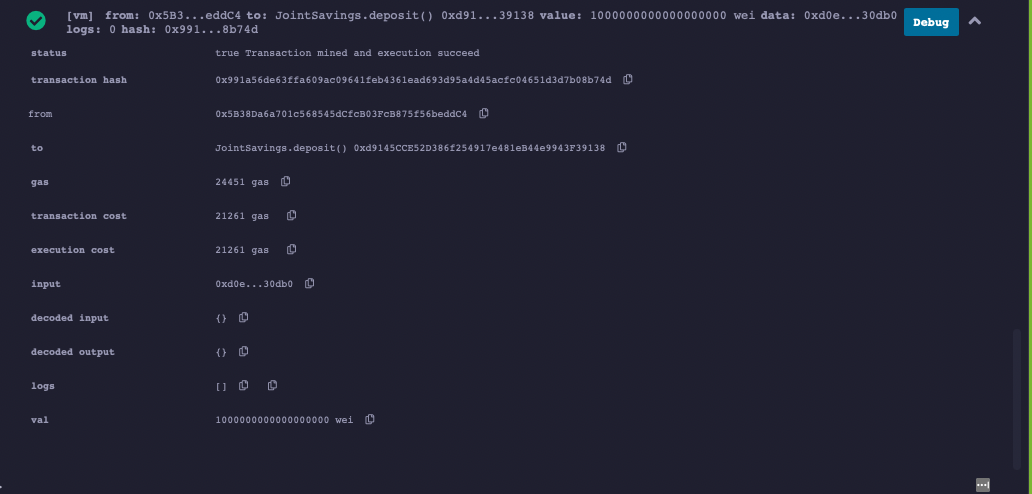 [vm] from: 0x5B3...eddC4 to: JointSavings.deposit() 0xd91...39138 value: 1000000000000000000 wei data: 0xd0e...30db0
logs: 0 hash: 0x991...8b74d
Debug
status true Transaction mined and execution succeed
transaction hash 0x991a56de63ffa609ac09641feb4361ead693d95a4d45acfc04651d3d7b08b74d
from 0x5B38Da6a701c568545dCfcB03FcB875f56beddC4
to JointSavings.deposit() 0xd9145CCE52D386f254917e481eB44e9943F39138
gas 24451 gas
transaction cost 21261 gas
execution cost 21261 gas
input 0xd0e...30db0
decoded input {}
decoded output {}
logs []
val 1000000000000000000 wei